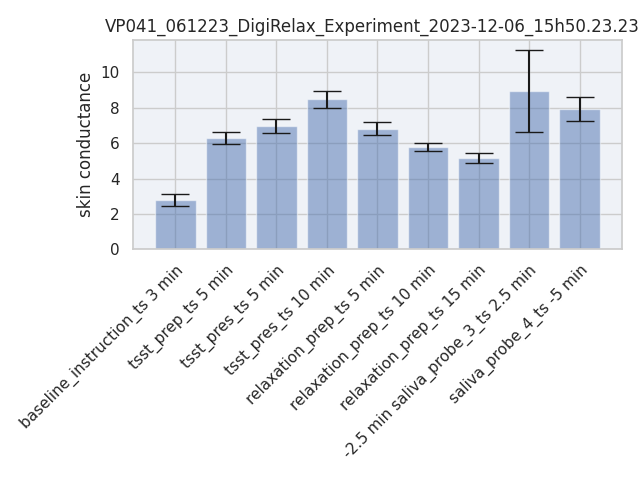 VP041_061223_DigiRelax_Experiment_2023-12-06_15h50.23.23
skin conductance
10
8
6
4
2
0
baseline_instruction_ts 3 min
tsst_prep_ts 5 min
tsst_pres_ts 5 min
tsst_pres_ts 10 min
relaxation_prep_ts 5 min
relaxation_prep_ts 10 min
relaxation_prep_ts 15 min
-2.5 min saliva_probe_3_ts 2.5 min
saliva_probe_4_ts -5 min